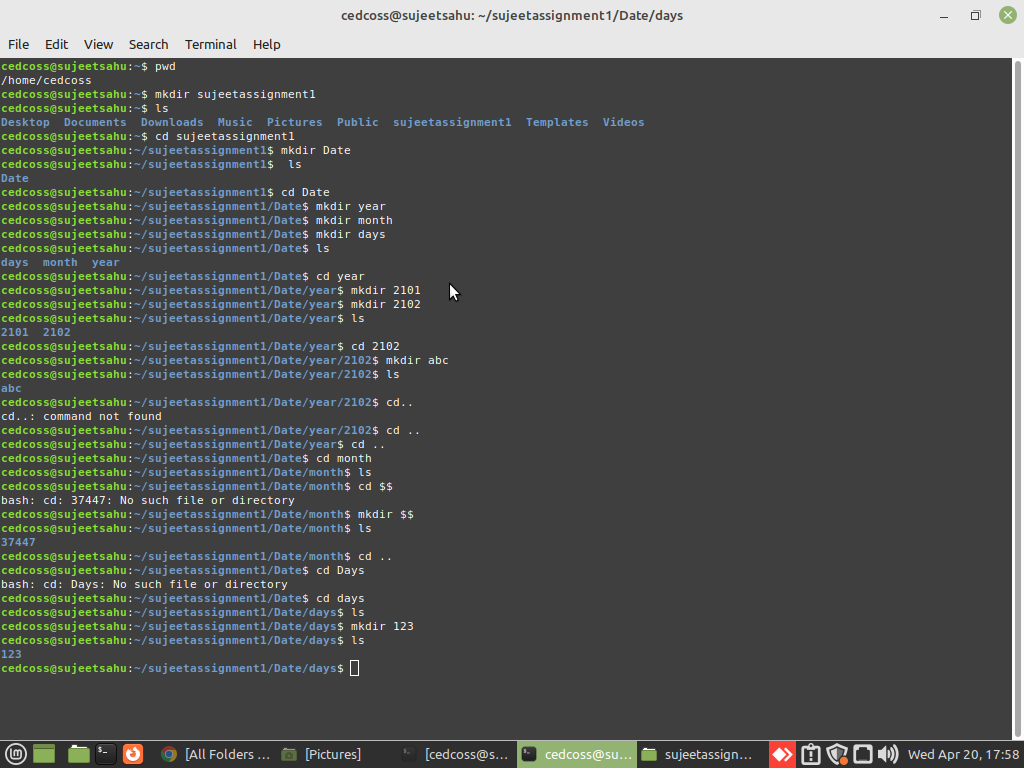 cedcoss@sujeetsahu: ~/sujeetassignment1/Date/days
File Edit View Search Terminal Help
cedcoss@sujeetsahu:~$ pwd
/home/cedcoss
cedcoss@sujeetsahu:~$ mkdir sujeetassignment1
cedcoss@sujeetsahu:~$ ls
Desktop  Documents  Downloads  Music  Pictures  Public  sujeetassignment1  Templates  Videos
cedcoss@sujeetsahu:~$ cd sujeetassignment1
cedcoss@sujeetsahu:~/sujeetassignment1$ mkdir Date
cedcoss@sujeetsahu:~/sujeetassignment1$  ls
Date
cedcoss@sujeetsahu:~/sujeetassignment1$ cd Date
cedcoss@sujeetsahu:~/sujeetassignment1/Date$ mkdir year
cedcoss@sujeetsahu:~/sujeetassignment1/Date$ mkdir month
cedcoss@sujeetsahu:~/sujeetassignment1/Date$ mkdir days
cedcoss@sujeetsahu:~/sujeetassignment1/Date$ ls
days  month  year
cedcoss@sujeetsahu:~/sujeetassignment1/Date$ cd year
cedcoss@sujeetsahu:~/sujeetassignment1/Date/year$ mkdir 2101
cedcoss@sujeetsahu:~/sujeetassignment1/Date/year$ mkdir 2102
cedcoss@sujeetsahu:~/sujeetassignment1/Date/year$ ls
2101  2102
cedcoss@sujeetsahu:~/sujeetassignment1/Date/year$ cd 2102
cedcoss@sujeetsahu:~/sujeetassignment1/Date/year/2102$ mkdir abc
cedcoss@sujeetsahu:~/sujeetassignment1/Date/year/2102$ ls
abc
cedcoss@sujeetsahu:~/sujeetassignment1/Date/year/2102$ cd..
cd..: command not found
cedcoss@sujeetsahu:~/sujeetassignment1/Date/year/2102$ cd ..
cedcoss@sujeetsahu:~/sujeetassignment1/Date/year$ cd ..
cedcoss@sujeetsahu:~/sujeetassignment1/Date$ cd month
cedcoss@sujeetsahu:~/sujeetassignment1/Date/month$ ls
cedcoss@sujeetsahu:~/sujeetassignment1/Date/month$ cd $$
bash: cd: 37447: No such file or directory
cedcoss@sujeetsahu:~/sujeetassignment1/Date/month$ mkdir $$
cedcoss@sujeetsahu:~/sujeetassignment1/Date/month$ ls
37447
cedcoss@sujeetsahu:~/sujeetassignment1/Date/month$ cd ..
cedcoss@sujeetsahu:~/sujeetassignment1/Date$ cd Days
bash: cd: Days: No such file or directory
cedcoss@sujeetsahu:~/sujeetassignment1/Date$ cd days
cedcoss@sujeetsahu:~/sujeetassignment1/Date/days$ ls
cedcoss@sujeetsahu:~/sujeetassignment1/Date/days$ mkdir 123
cedcoss@sujeetsahu:~/sujeetassignment1/Date/days$ ls
123
cedcoss@sujeetsahu:~/sujeetassignment1/Date/days$
[All Folders ... [Pictures] [cedcoss@s... cedcoss@su... sujeetassign... Wed Apr 20, 17:58